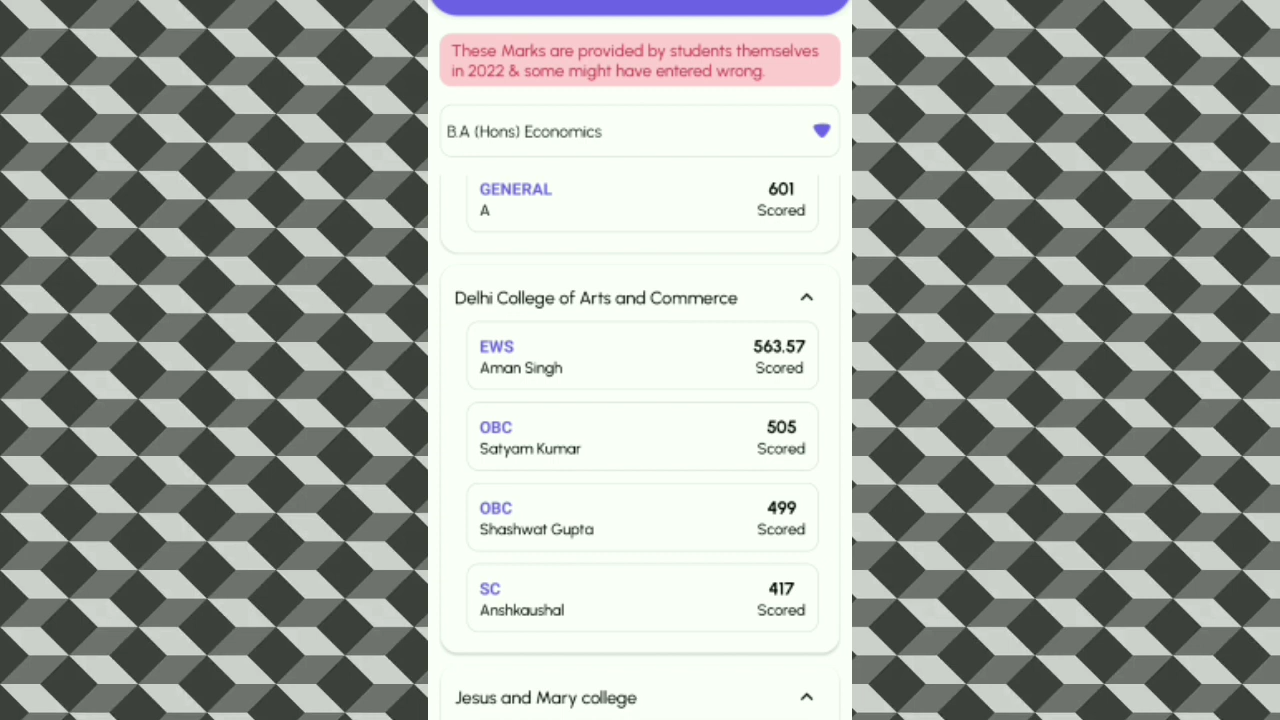 These Marks are provided by students themselves
in 2022 & some might have entered wrong.
B.A (Hons) Economics
GENERAL 601
A Scored
Delhi College of Arts and Commerce
EWS 563.57
Aman Singh Scored
OBC 505
Satyam Kumar Scored
OBC 499
Shashwat Gupta Scored
SC 417
Anshkaushal Scored
Jesus and Mary college